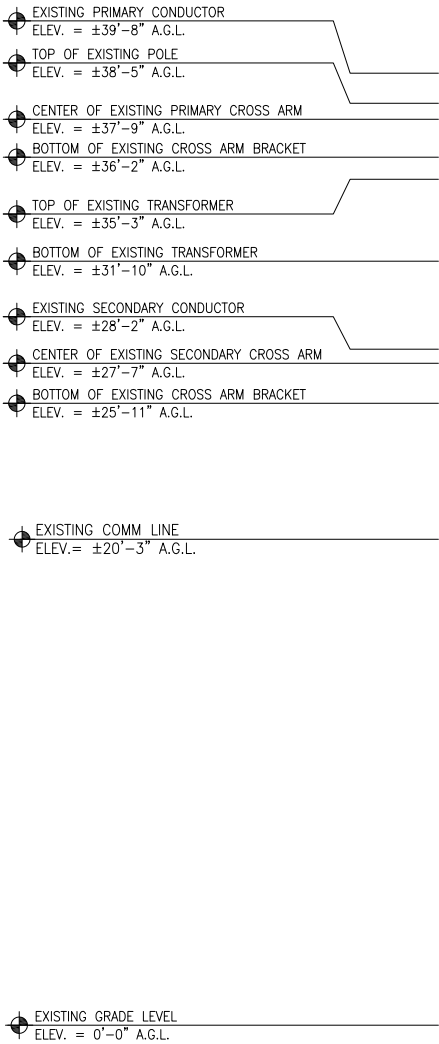 EXISTING PRIMARY CONDUCTOR
ELEV. = ±39'-8" A.G.L.
TOP OF EXISTING POLE
ELEV. = ±38'-5" A.G.L.
CENTER OF EXISTING PRIMARY CROSS ARM
ELEV. = ±37'-9" A.G.L.
BOTTOM OF EXISTING CROSS ARM BRACKET
ELEV. = ±36'-2" A.G.L.
TOP OF EXISTING TRANSFORMER
ELEV. = ±35'-3" A.G.L.
BOTTOM OF EXISTING TRANSFORMER
ELEV. = ±31'-10" A.G.L.
EXISTING SECONDARY CONDUCTOR
ELEV. = ±28'-2" A.G.L.
CENTER OF EXISTING SECONDARY CROSS ARM
ELEV. = ±27'-7" A.G.L.
BOTTOM OF EXISTING CROSS ARM BRACKET
ELEV. = ±25'-11" A.G.L.
EXISTING COMM LINE
ELEV.= ±20'-3" A.G.L.
EXISTING GRADE LEVEL
ELEV. = 0'-0" A.G.L.